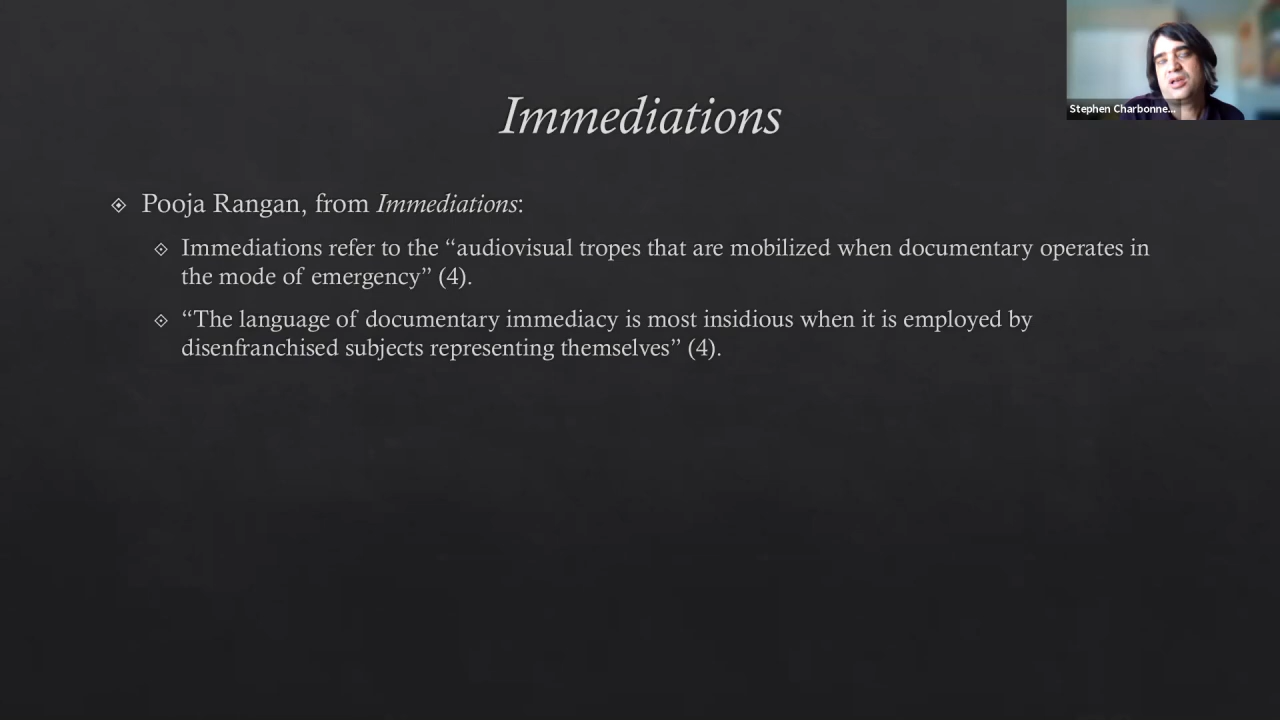 Stephen Charbonne...
Immediations
Pooja Rangan, from Immediations:
Immediations refer to the “audiovisual tropes that are mobilized when documentary operates in
the mode of emergency” (4).
“The language of documentary immediacy is most insidious when it is employed by
disenfranchised subjects representing themselves” (4).